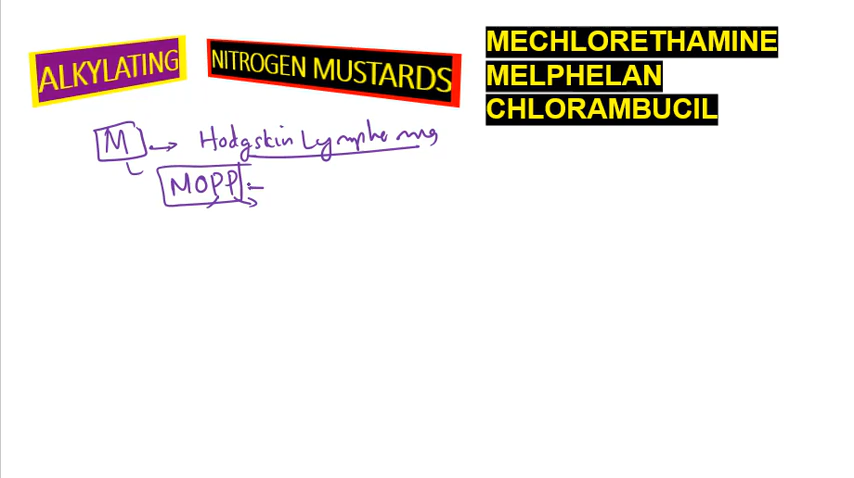 ALKYLATING
NITROGEN MUSTARDS
MECHLORETHAMINE
MELPHELAN
CHLORAMBUCIL
M → Hodgskin Lymphoma
MOPP :-